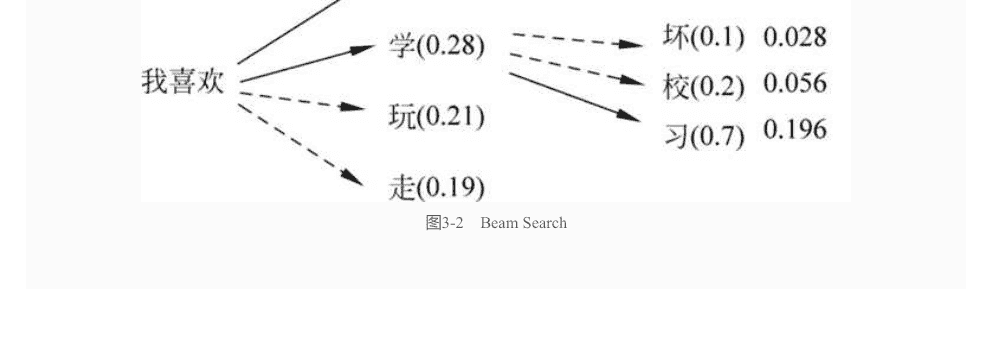 学(0.28) 坏(0.1) 0.028
我喜欢 校(0.2) 0.056
玩(0.21) 习(0.7) 0.196
走(0.19)
图3-2 Beam Search